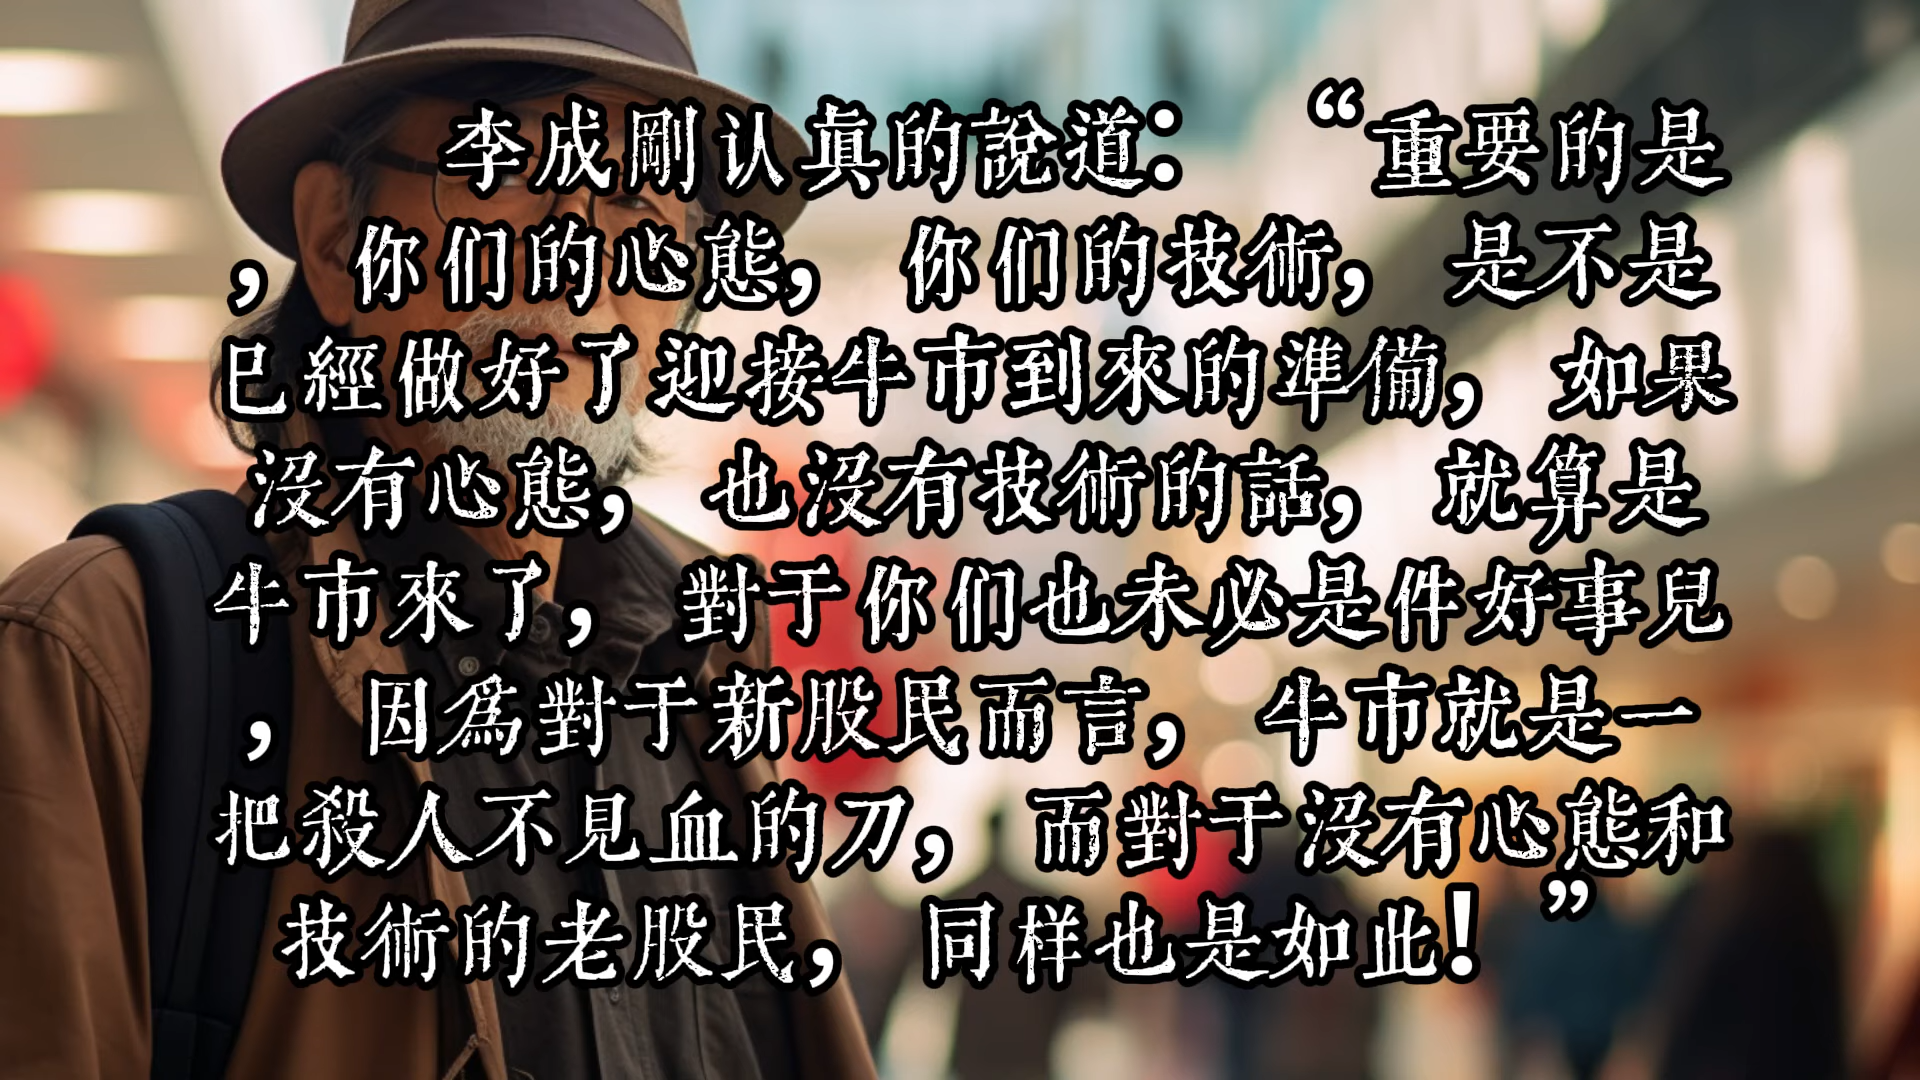 李成剛认眞的說道：“重要的是
，你们的心態，你们的技術，是不是
已經做好了迎接牛市到來的準備，如果
沒有心態，也沒有技術的話，就算是
牛市來了，對于你们也未必是件好事兒
，因爲對于新股民而言，牛市就是一
把殺人不見血的刀，而對于沒有心態和
技術的老股民，同样也是如此！”